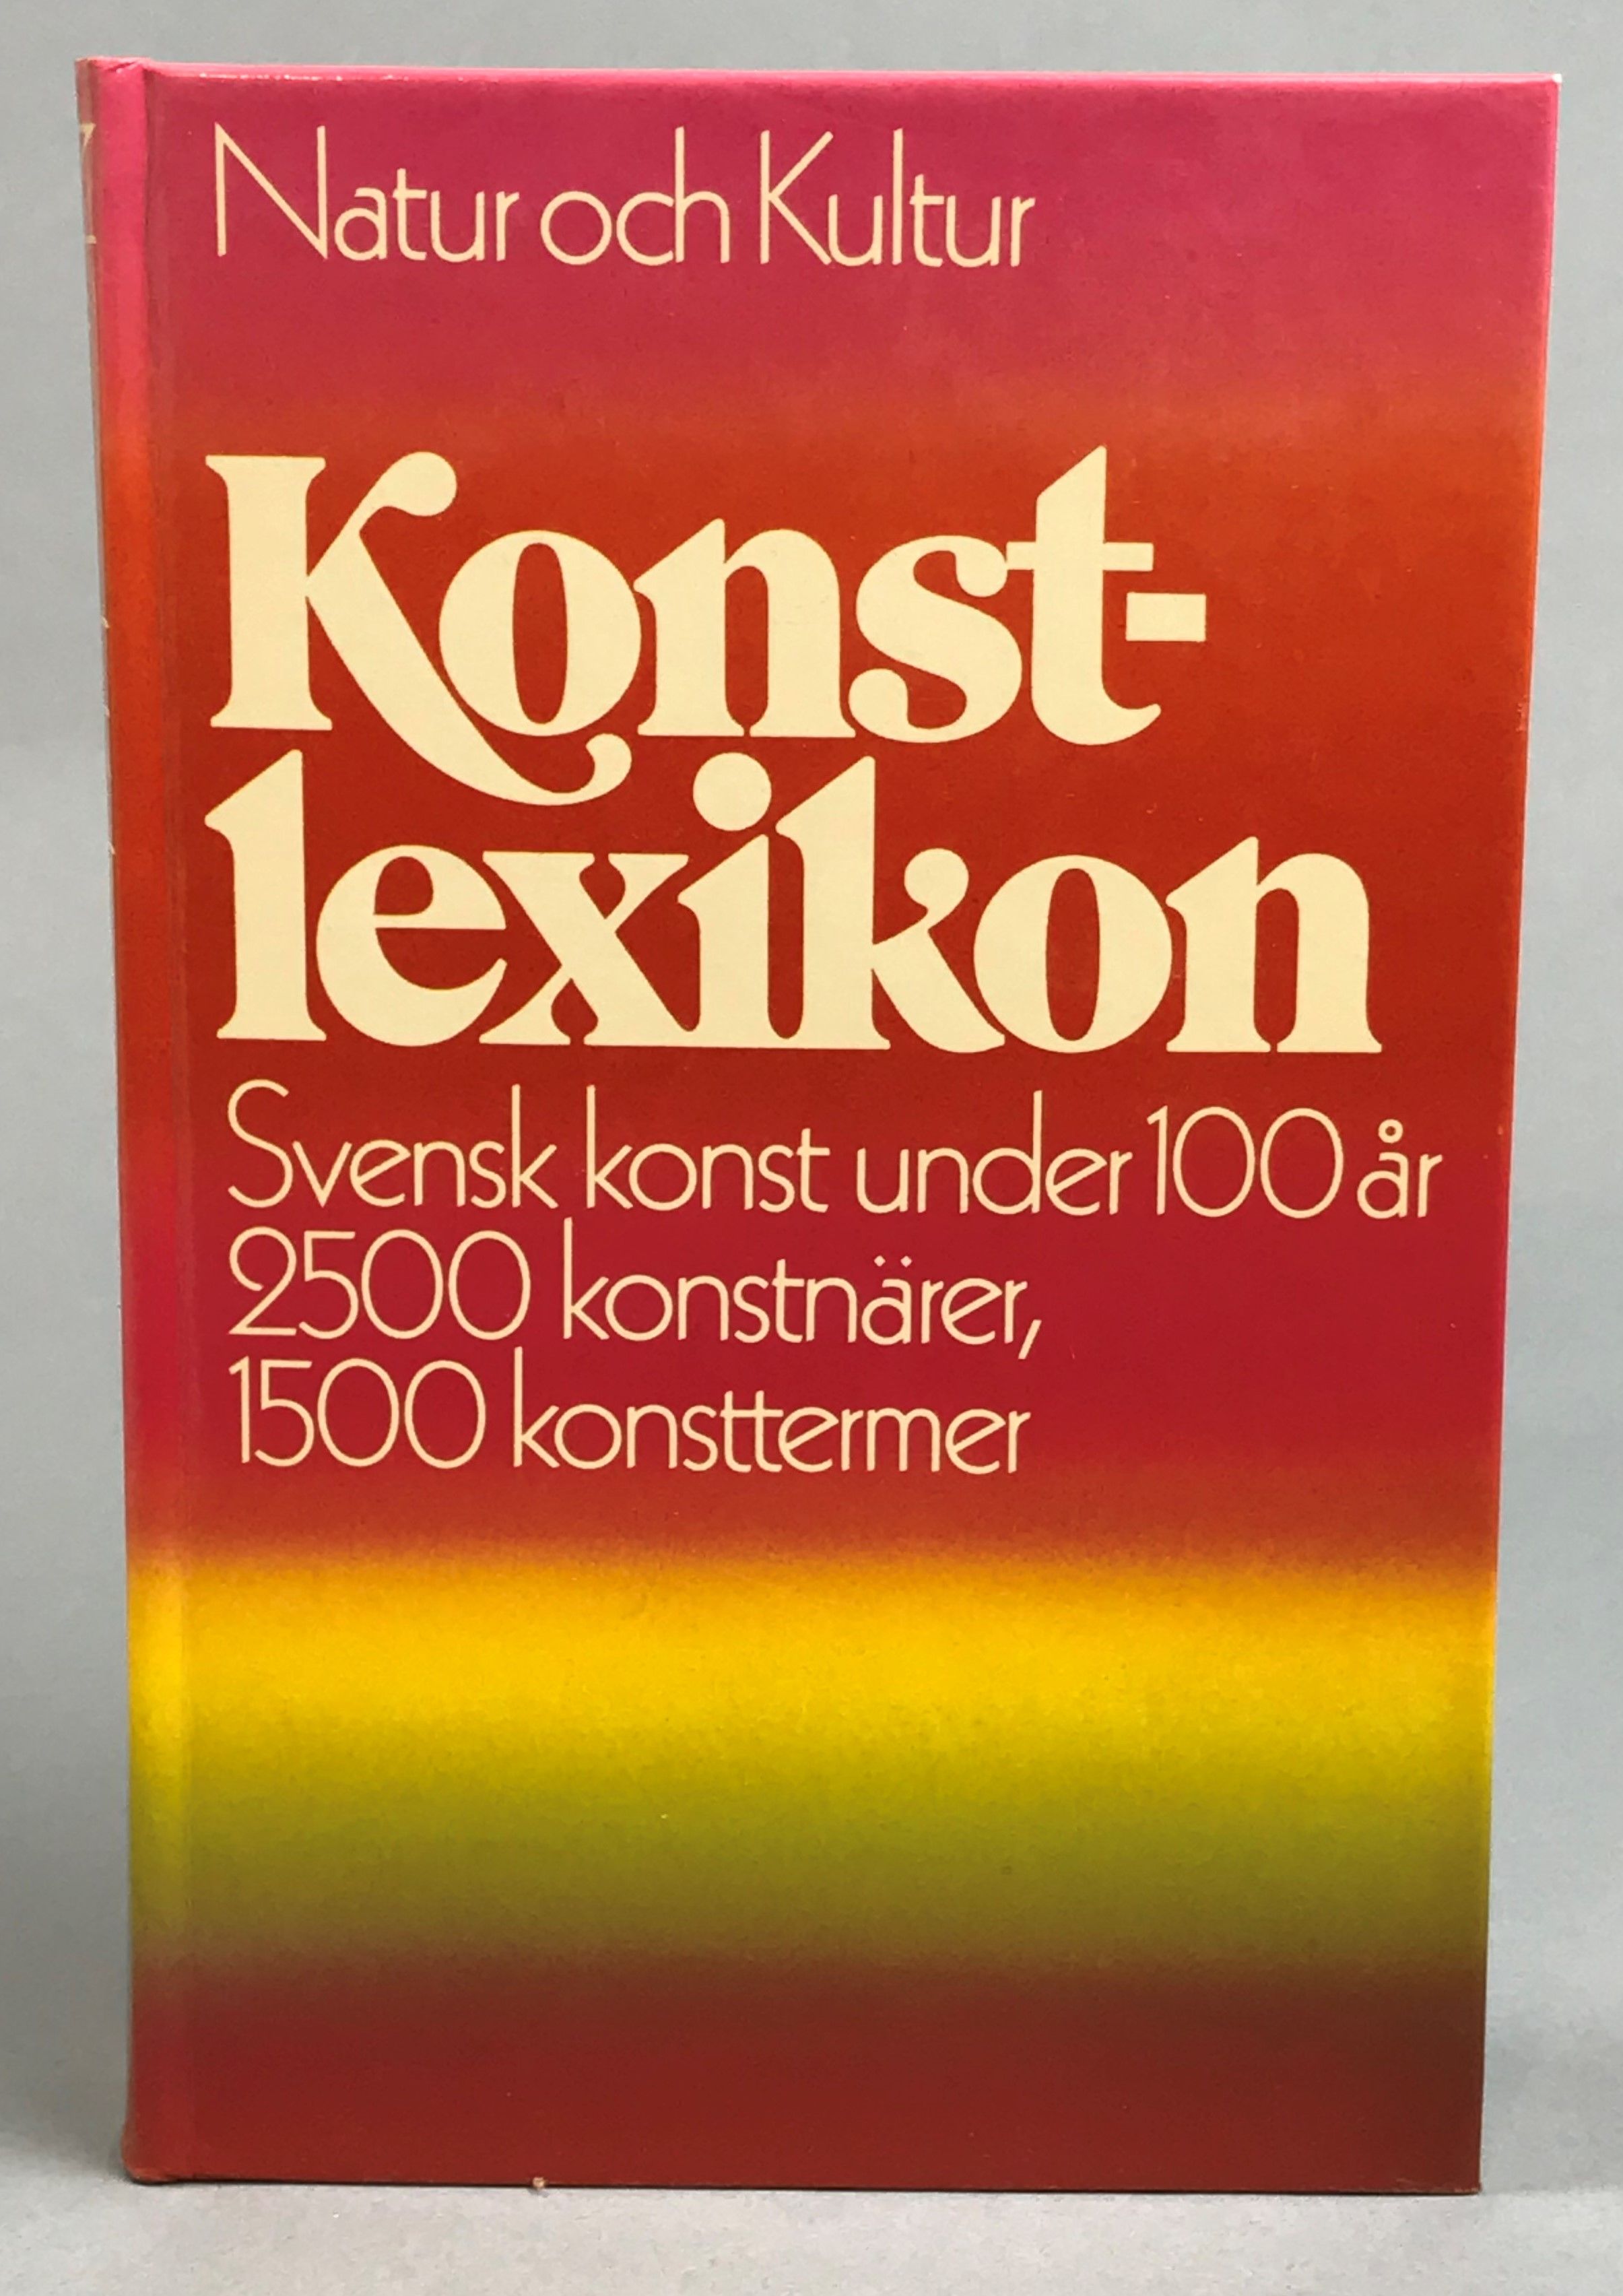 Natur och Kultur
Konst-
lexikon
Svensk konst under 100 år
2500 konstnärer,
1500 konsttermer